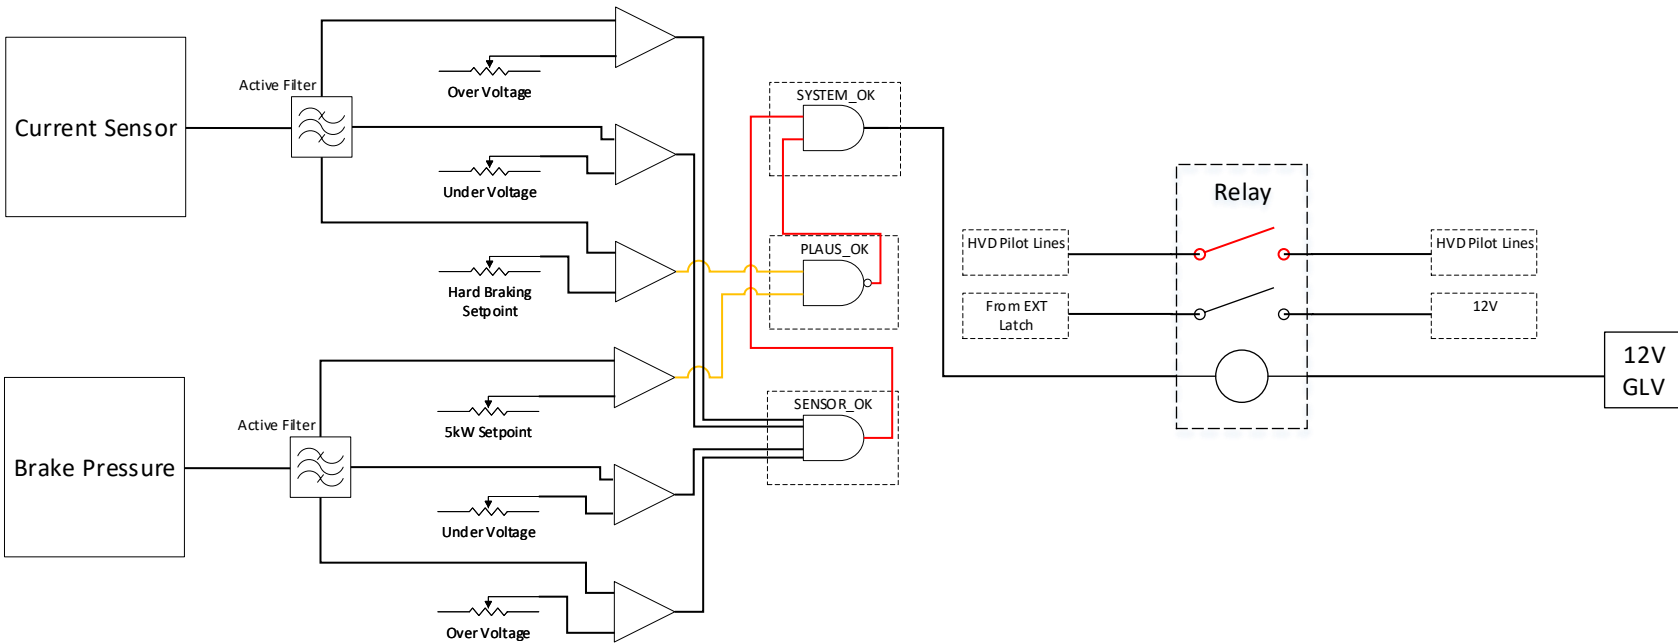 Current Sensor
Active Filter
Over Voltage
Under Voltage
Hard Braking
Setpoint
Brake Pressure
Active Filter
5kW Setpoint
Under Voltage
Over Voltage
SYSTEM_OK
PLAUS_OK
SENSOR_OK
Relay
HVD Pilot Lines
HVD Pilot Lines
From EXT
Latch
12V
12V
GLV